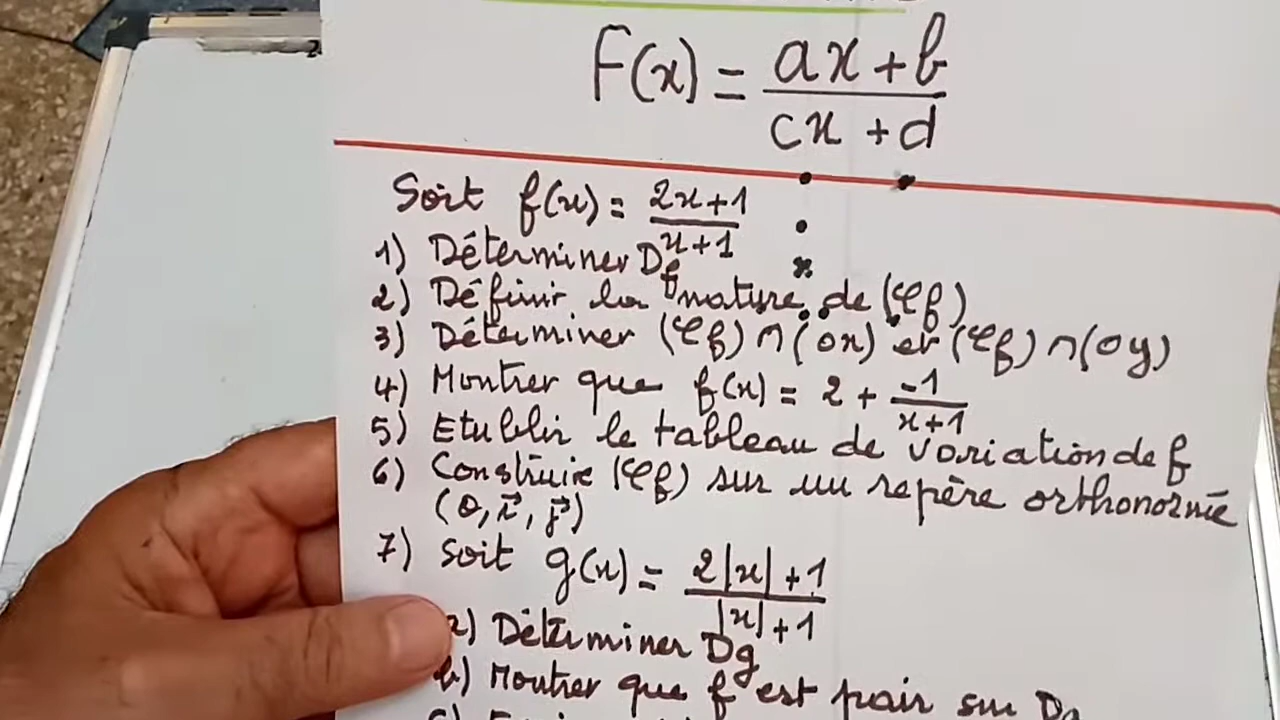 F(x) = ax + b / cx + d
Soit f(x) = 2x+1 / x+1
1) Déterminer Df
2) Définir la nature de (Cf)
3) Déterminer (Cf) ∩ (ox) et (Cf) ∩ (oy)
4) Montrer que f(x) = 2 + -1 / x+1
5) Etablir le tableau de variation de f
6) Construire (Cf) sur un repère orthonormé
(O, i⃗, j⃗)
7) Soit g(x) = 2|x| + 1 / |x| + 1
a) Déterminer Dg
b) Montrer que f est pair sur